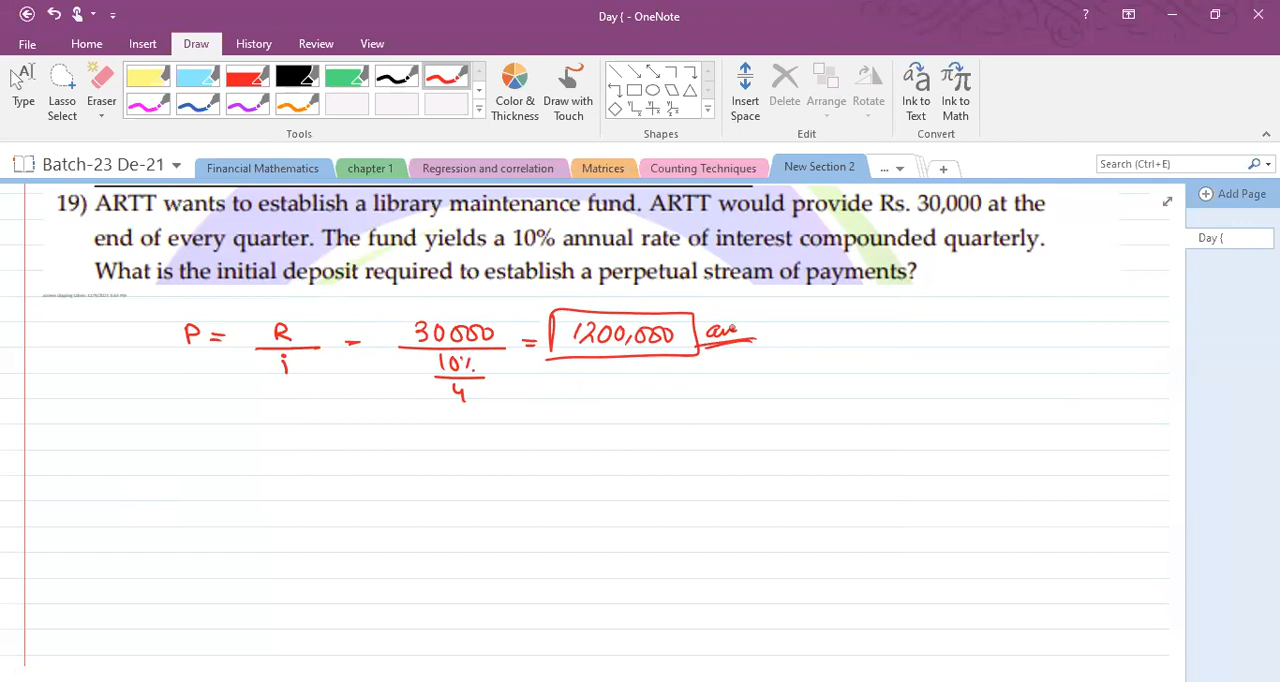 Day { - OneNote
File Home Insert Draw History Review View
Type
Lasso Select
Eraser
Color & Thickness
Draw with Touch
Insert Space
Delete
Arrange
Rotate
Ink to Text
Ink to Math
Tools Shapes Edit Convert
Batch-23 De-21 Financial Mathematics chapter 1 Regression and correlation Matrices Counting Techniques New Section 2 ... Search (Ctrl+E)
Add Page
Day {
19) ARTT wants to establish a library maintenance fund. ARTT would provide Rs. 30,000 at the
end of every quarter. The fund yields a 10% annual rate of interest compounded quarterly.
What is the initial deposit required to establish a perpetual stream of payments?
P = R / i - 30000 / (10% / 4) = 1200,000